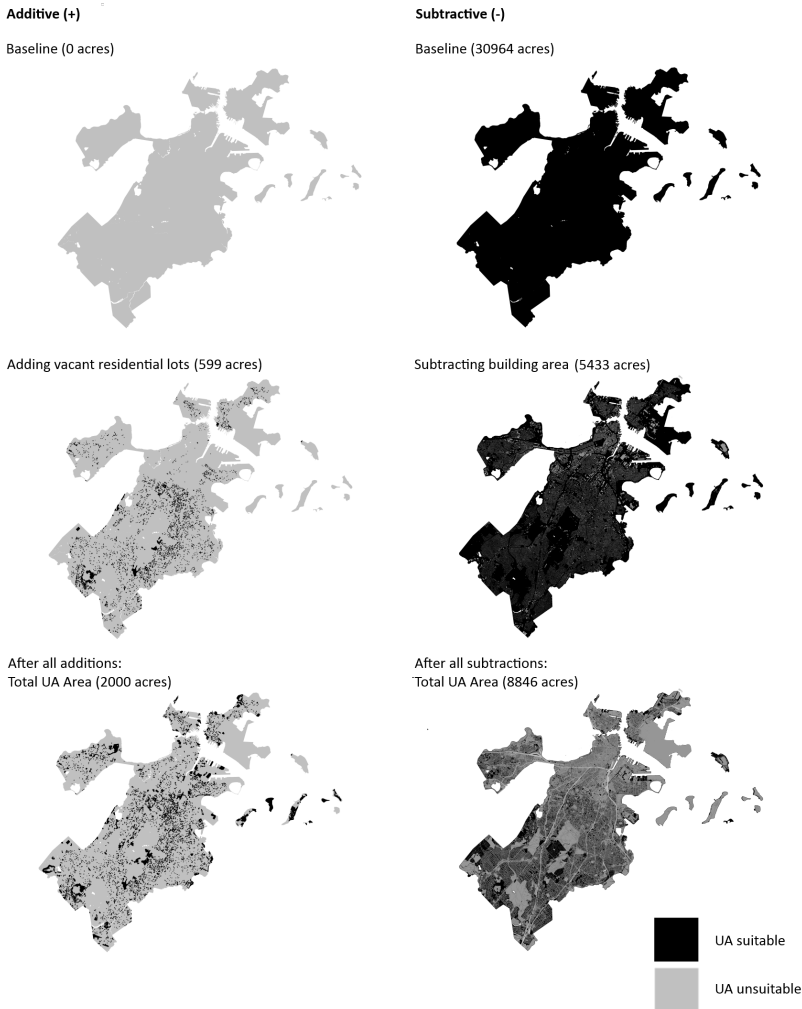 Additive (+)
Subtractive (-)
Baseline (0 acres)
Baseline (30964 acres)
Adding vacant residential lots (599 acres)
Subtracting building area (5433 acres)
After all additions:
Total UA Area (2000 acres)
After all subtractions:
Total UA Area (8846 acres)
UA suitable
UA unsuitable